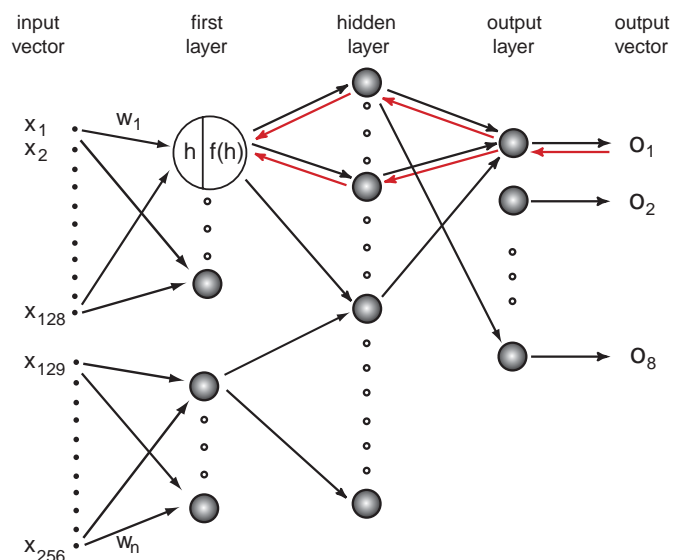 input vector
first layer
hidden layer
output layer
output vector
w1
x1
x2
h f(h)
o1
o2
x128
x129
o8
wn
x256